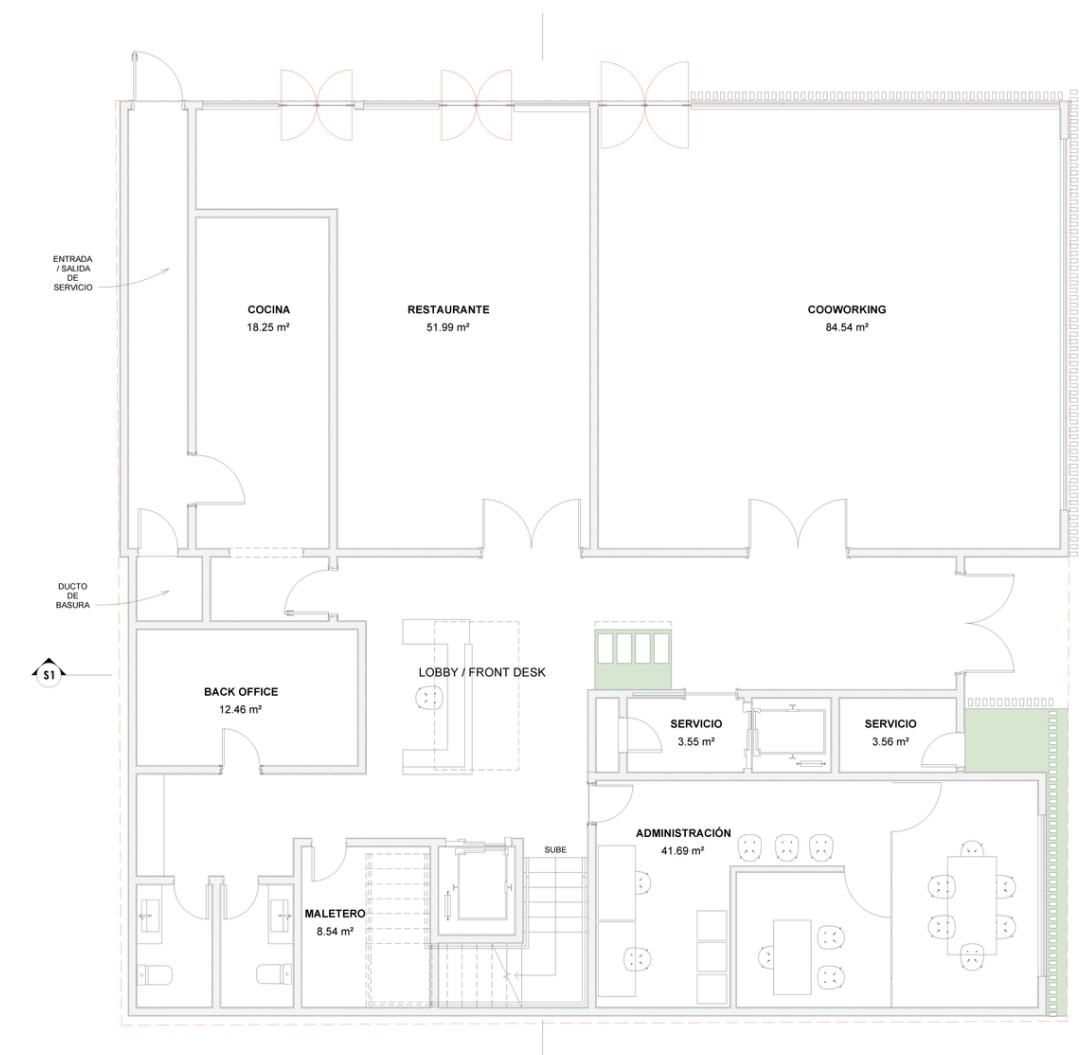 ENTRADA
/ SALIDA
DE
SERVICIO
COCINA
18.25 m²
RESTAURANTE
51.99 m²
COOWORKING
84.54 m²
DUCTO
DE
BASURA
S1
LOBBY / FRONT DESK
BACK OFFICE
12.46 m²
SERVICIO
3.55 m²
SERVICIO
3.56 m²
ADMINISTRACIÓN
41.69 m²
SUBE
MALETERO
8.54 m²